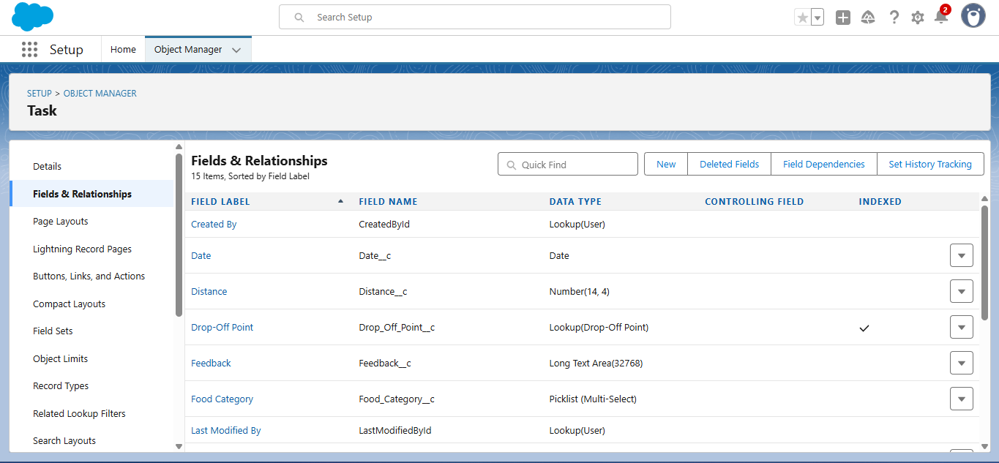 Search Setup
2
Setup
Home
Object Manager
SETUP > OBJECT MANAGER
Task
Details
Fields & Relationships
Page Layouts
Lightning Record Pages
Buttons, Links, and Actions
Compact Layouts
Field Sets
Object Limits
Record Types
Related Lookup Filters
Search Layouts
Fields & Relationships
15 Items, Sorted by Field Label
Quick Find
New
Deleted Fields
Field Dependencies
Set History Tracking
FIELD LABEL FIELD NAME DATA TYPE CONTROLLING FIELD INDEXED
Created By CreatedById Lookup(User)
Date Date__c Date
Distance Distance__c Number(14, 4)
Drop-Off Point Drop_Off_Point__c Lookup(Drop-Off Point)
Feedback Feedback__c Long Text Area(32768)
Food Category Food_Category__c Picklist (Multi-Select)
Last Modified By LastModifiedById Lookup(User)